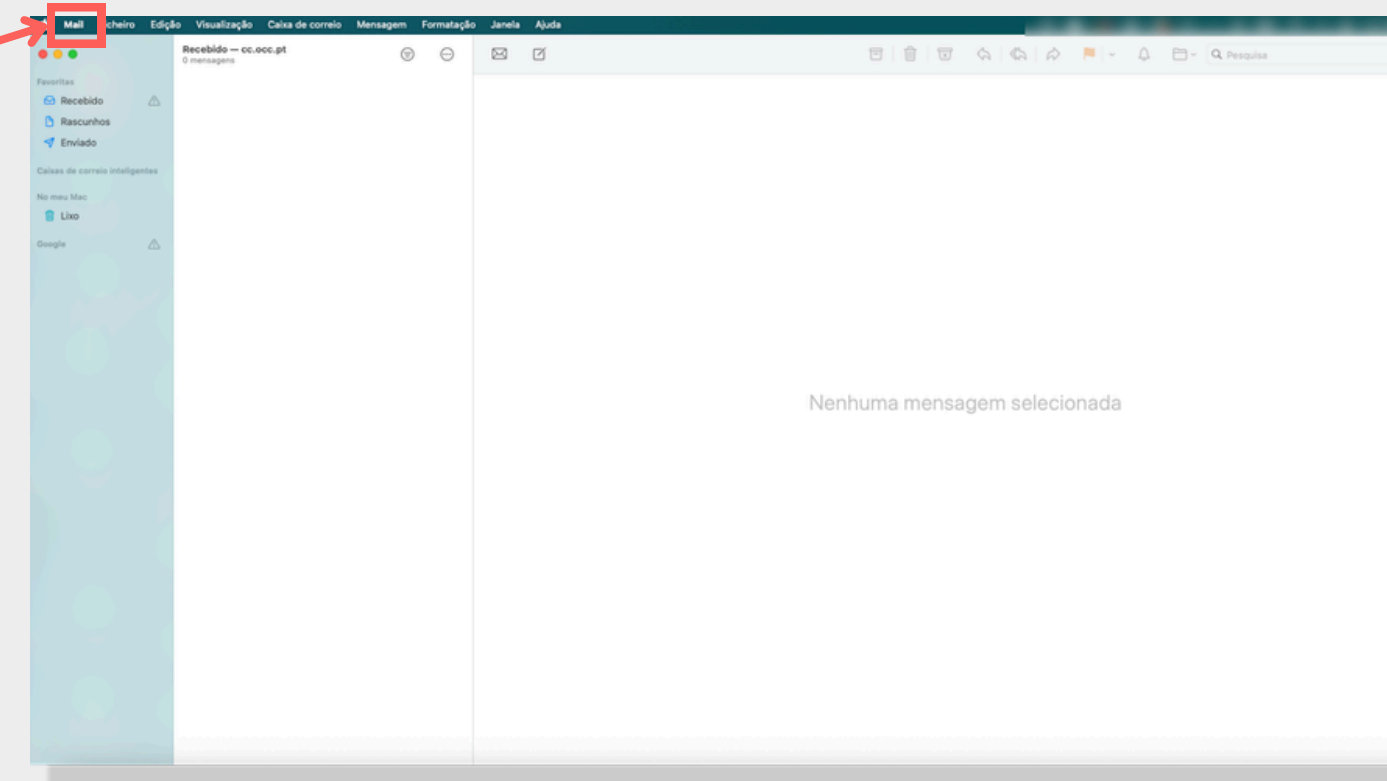 Mail cheiro Edição Visualização Caixa de correio Mensagem Formatação Janela Ajuda
Recebido — cc.occ.pt
0 mensagens
Pesquisa
Favoritas
Recebido
Rascunhos
Enviado
Caixas de correio inteligentes
No meu Mac
Lixo
Google
Nenhuma mensagem selecionada